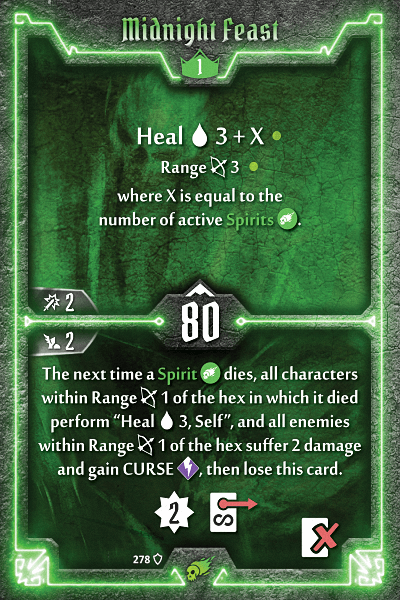 Midnight Feast
1
Heal 3 + X
Range 3
where X is equal to the
number of active Spirits .
2
80
2
The next time a Spirit dies, all characters
within Range 1 of the hex in which it died
perform “Heal 3, Self”, and all enemies
within Range 1 of the hex suffer 2 damage
and gain CURSE , then lose this card.
2
278